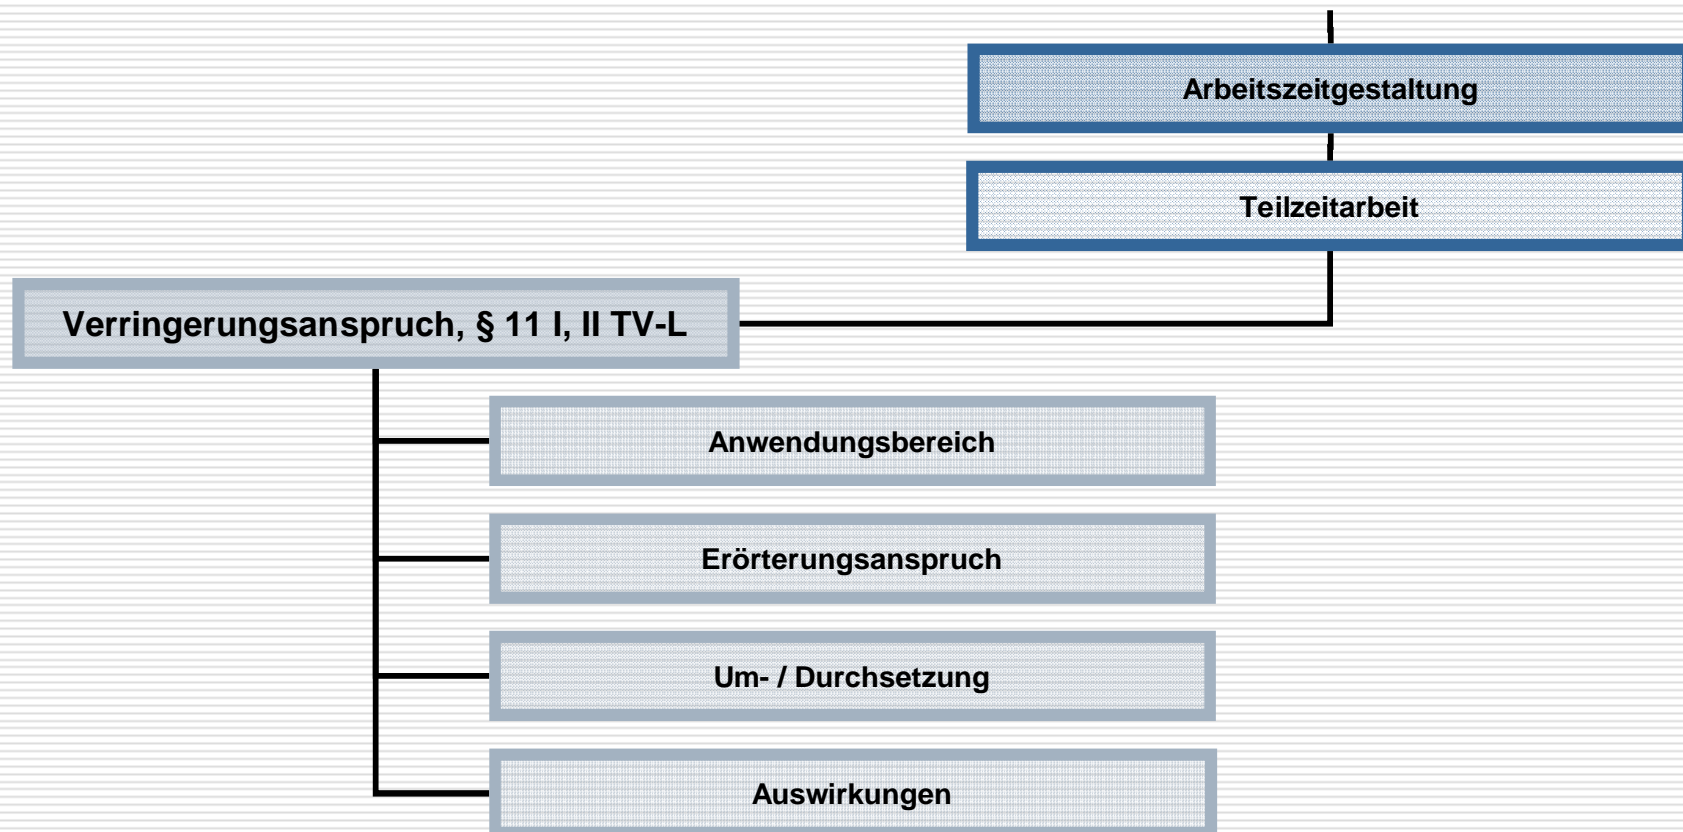 Arbeitszeitgestaltung
Teilzeitarbeit
Verringerungsanspruch, § 11 I, II TV-L
Anwendungsbereich
Erörterungsanspruch
Um- / Durchsetzung
Auswirkungen